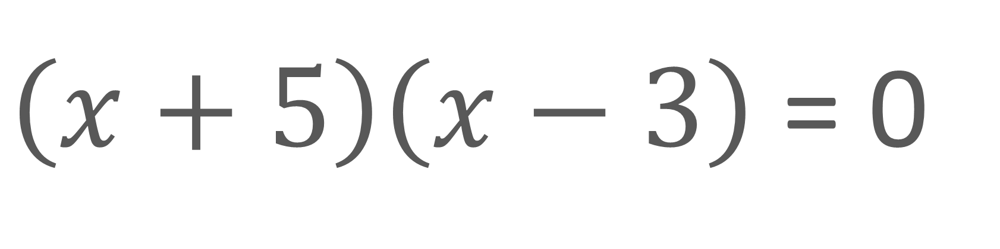 (x + 5)(x − 3) = 0